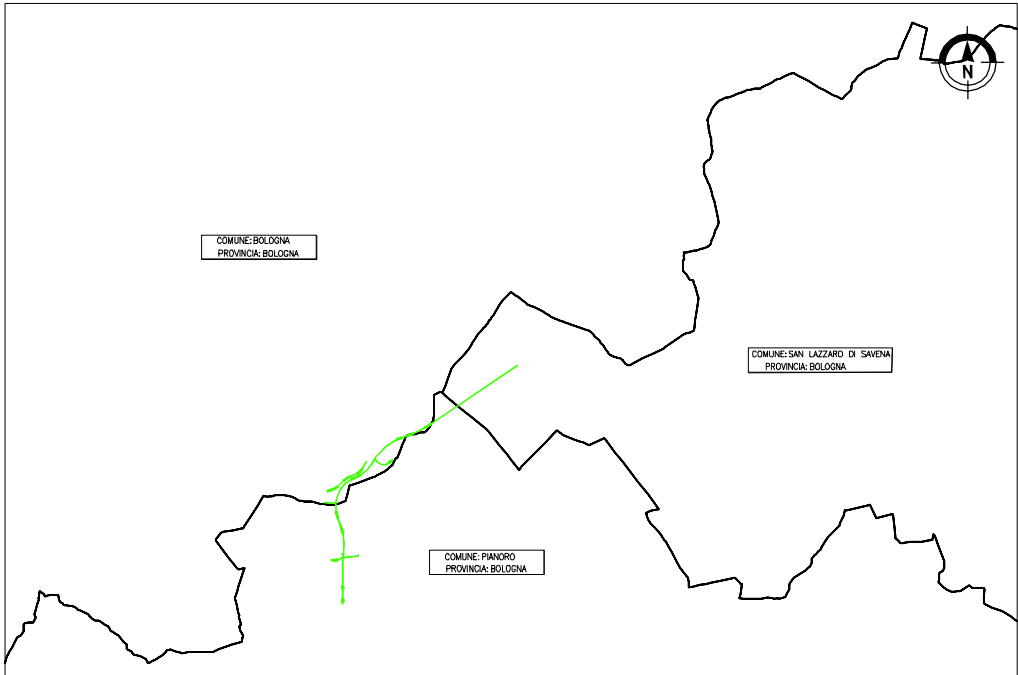 N
COMUNE: BOLOGNA
PROVINCIA: BOLOGNA
COMUNE: SAN LAZZARO DI SAVENA
PROVINCIA: BOLOGNA
COMUNE: PIANORO
PROVINCIA: BOLOGNA